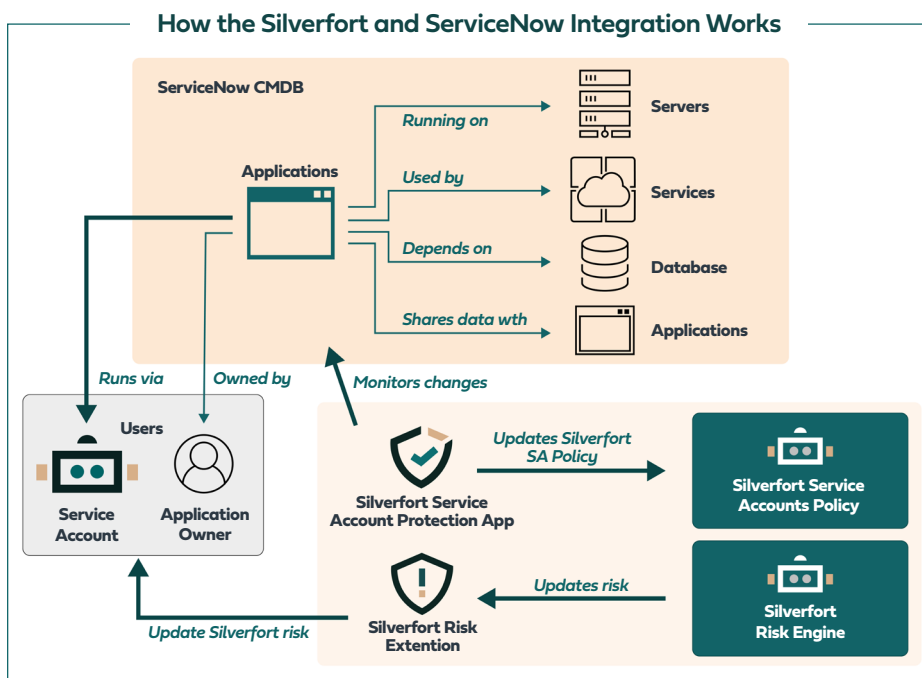 How the Silverfort and ServiceNow Integration Works
ServiceNow CMDB
Applications
Running on
Servers
Used by
Services
Depends on
Database
Shares data wth
Applications
Runs via
Owned by
Monitors changes
Users
Service
Account
Application
Owner
Silverfort Service
Account Protection App
Updates Silverfort
SA Policy
Silverfort Service
Accounts Policy
Update Silverfort risk
Silverfort Risk
Extention
Updates risk
Silverfort
Risk Engine